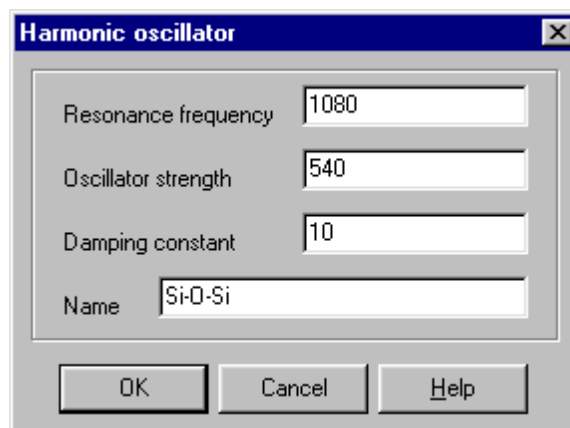 Harmonic oscillator
Resonance frequency 1080
Oscillator strength 540
Damping constant 10
Name Si-O-Si
OK Cancel Help